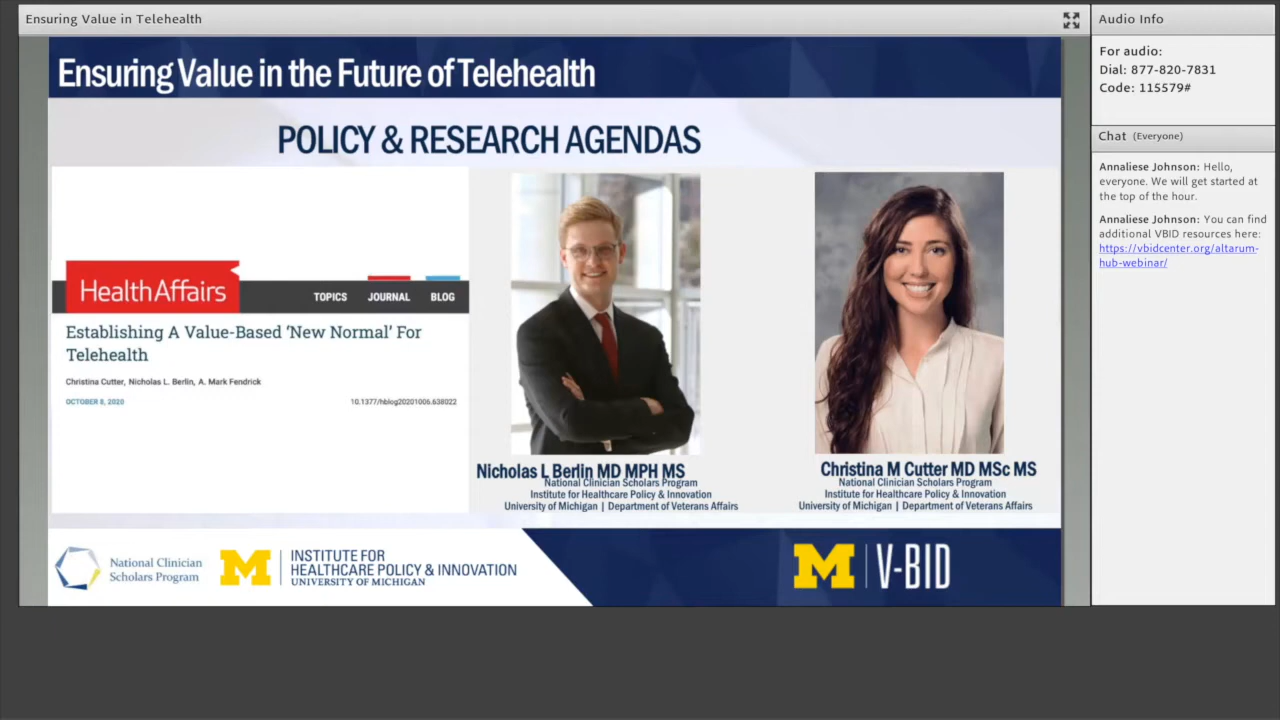 Ensuring Value in Telehealth
Ensuring Value in the Future of Telehealth
POLICY & RESEARCH AGENDAS
HealthAffairs
TOPICS JOURNAL BLOG
Establishing A Value-Based ‘New Normal’ For
Telehealth
Christina Cutter, Nicholas L. Berlin, A. Mark Fendrick
OCTOBER 8, 2020 10.1377/hblog20201006.638022
Nicholas L Berlin MD MPH MS
National Clinician Scholars Program
Institute for Healthcare Policy & Innovation
University of Michigan | Department of Veterans Affairs
Christina M Cutter MD MSc MS
National Clinician Scholars Program
Institute for Healthcare Policy & Innovation
University of Michigan | Department of Veterans Affairs
National Clinician
Scholars Program
M
INSTITUTE FOR
HEALTHCARE POLICY & INNOVATION
UNIVERSITY OF MICHIGAN
M V-BID
Audio Info
For audio:
Dial: 877-820-7831
Code: 115579#
Chat (Everyone)
Annaliese Johnson: Hello,
everyone. We will get started at
the top of the hour.
Annaliese Johnson: You can find
additional VBID resources here:
https://vbidcenter.org/altarum-
hub-webinar/